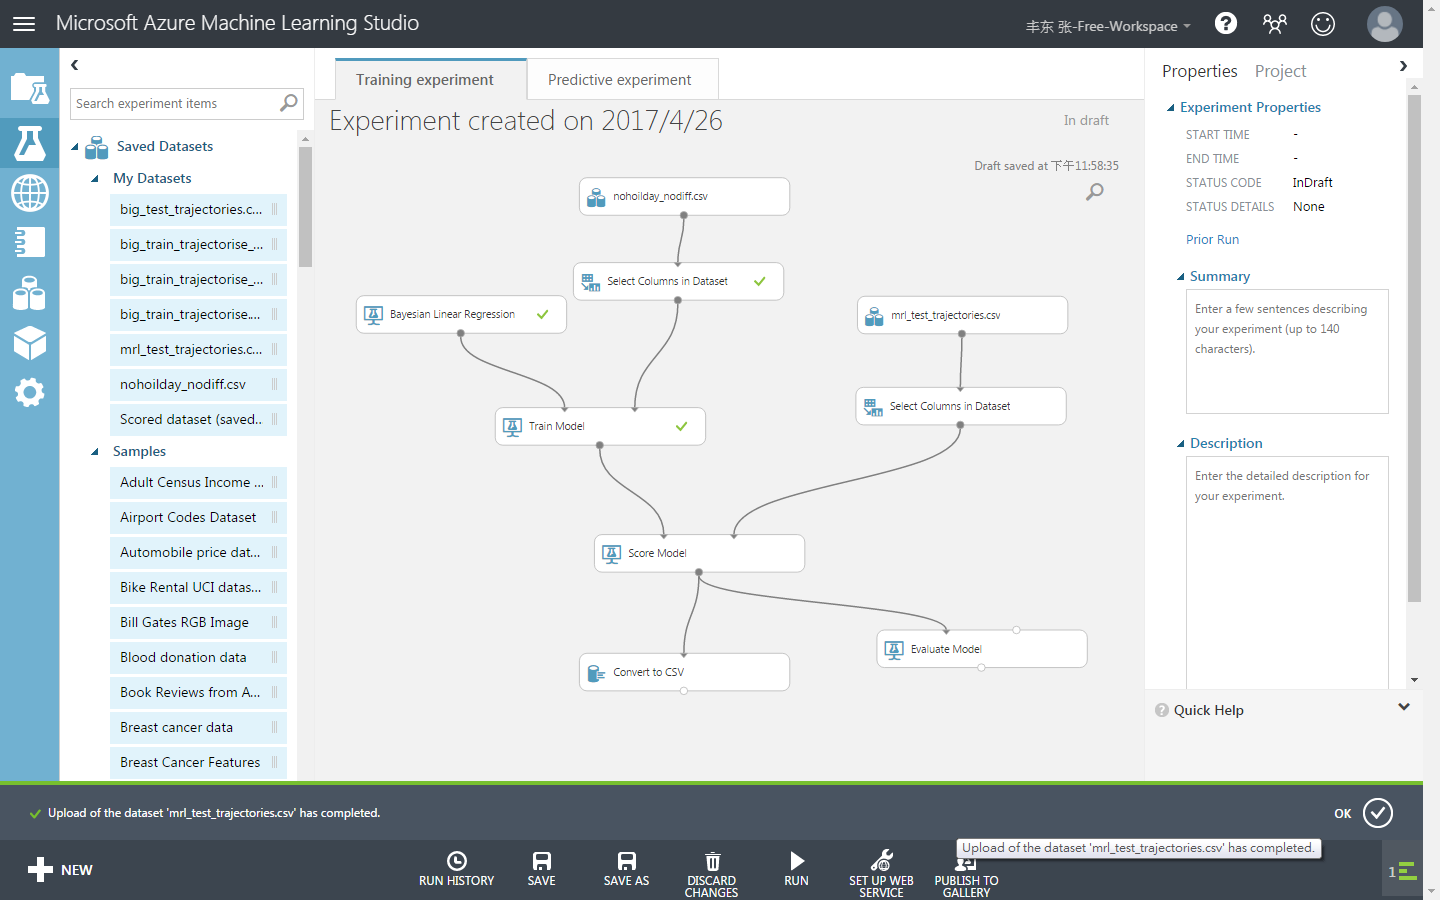 Microsoft Azure Machine Learning Studio
丰东 张-Free-Workspace
Search experiment items
Saved Datasets
My Datasets
big_test_trajectories.c...
big_train_trajectorise_...
big_train_trajectorise_...
big_train_trajectorise....
mrl_test_trajectories.c...
nohoilday_nodiff.csv
Scored dataset (saved..
Samples
Adult Census Income ...
Airport Codes Dataset
Automobile price dat...
Bike Rental UCI datas...
Bill Gates RGB Image
Blood donation data
Book Reviews from A...
Breast cancer data
Breast Cancer Features
Training experiment
Predictive experiment
Experiment created on 2017/4/26
In draft
Draft saved at 下午11:58:35
nohoilday_nodiff.csv
Select Columns in Dataset
Bayesian Linear Regression
mrl_test_trajectories.csv
Select Columns in Dataset
Train Model
Score Model
Evaluate Model
Convert to CSV
Properties
Project
Experiment Properties
START TIME -
END TIME -
STATUS CODE InDraft
STATUS DETAILS None
Prior Run
Summary
Enter a few sentences describing
your experiment (up to 140
characters).
Description
Enter the detailed description for
your experiment.
Quick Help
Upload of the dataset 'mrl_test_trajectories.csv' has completed.
OK
Upload of the dataset 'mrl_test_trajectories.csv' has completed.
NEW
RUN HISTORY
SAVE
SAVE AS
DISCARD
CHANGES
RUN
SET UP WEB
SERVICE
PUBLISH TO
GALLERY
1